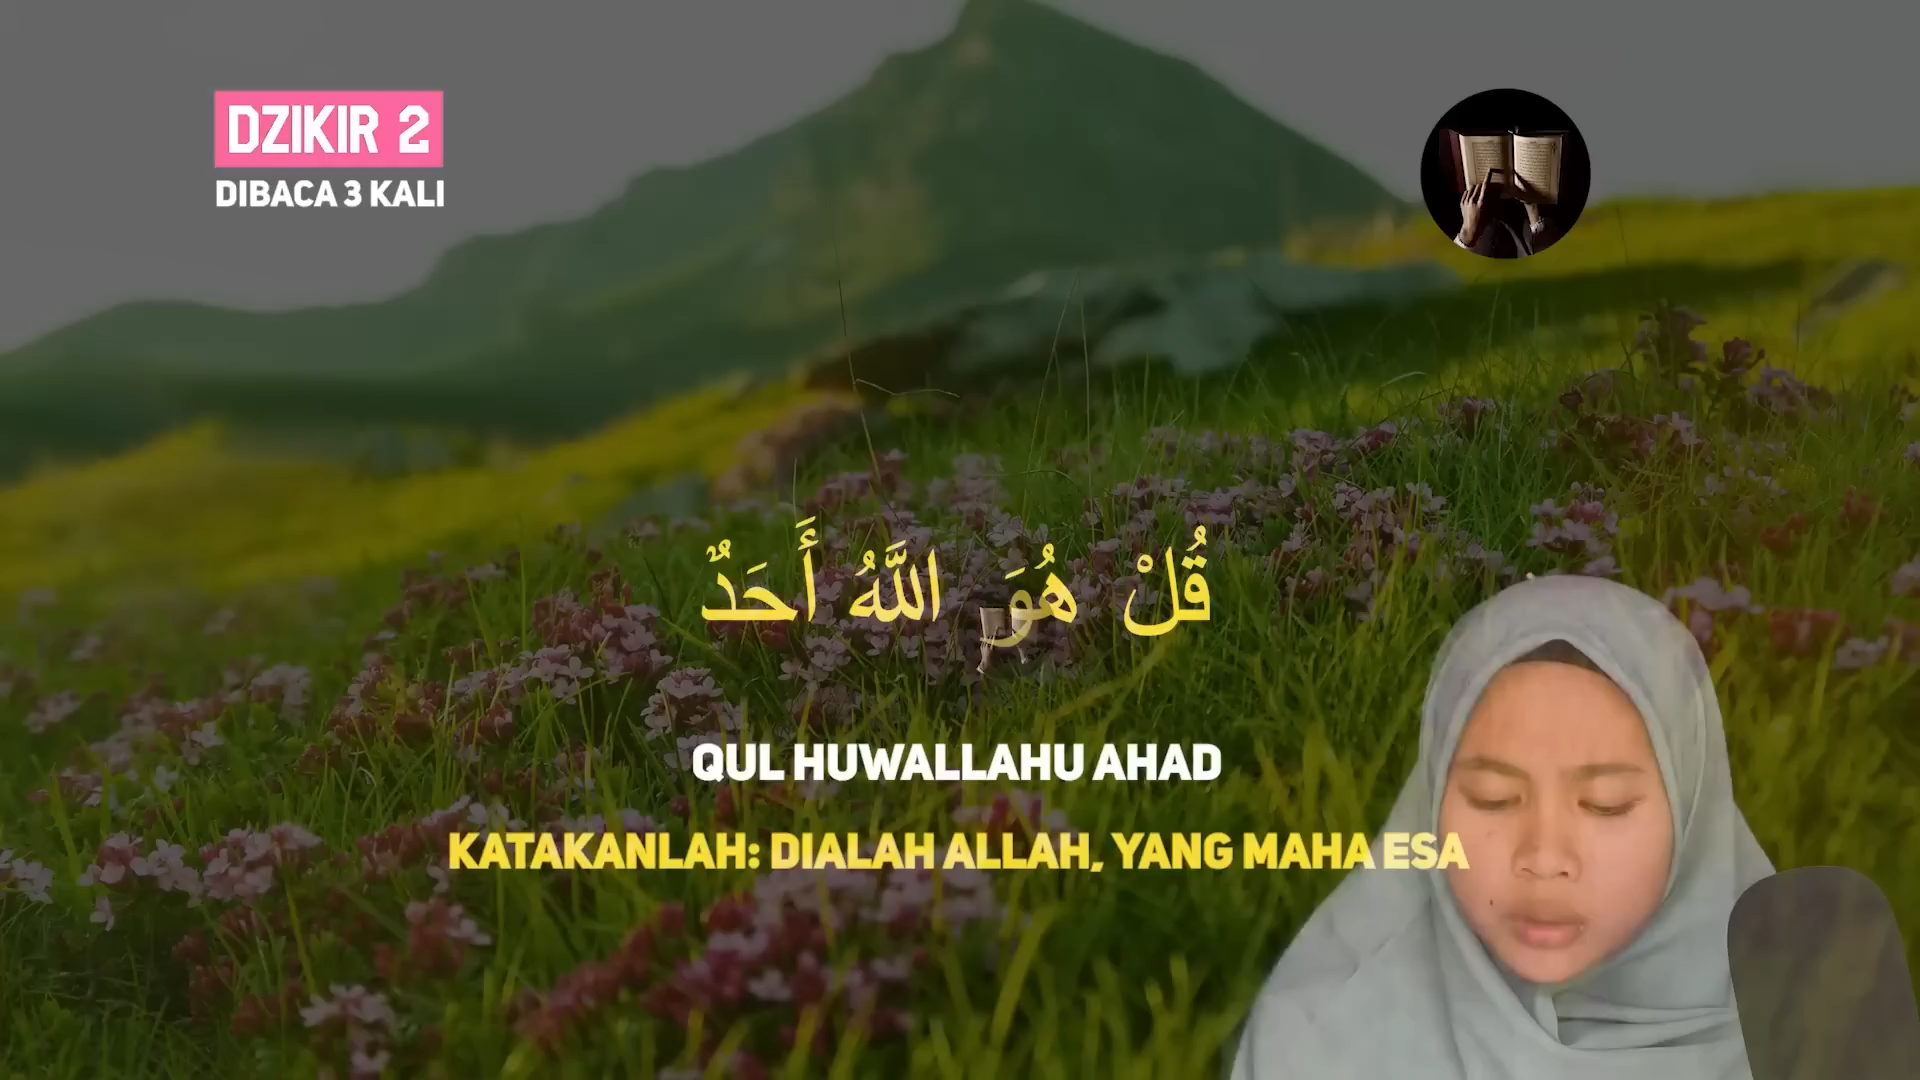 DZIKIR 2
DIBACA 3 KALI
قُلْ هُوَ اللَّهُ أَحَدٌ
QUL HUWALLAHU AHAD
KATAKANLAH: DIALAH ALLAH, YANG MAHA ESA